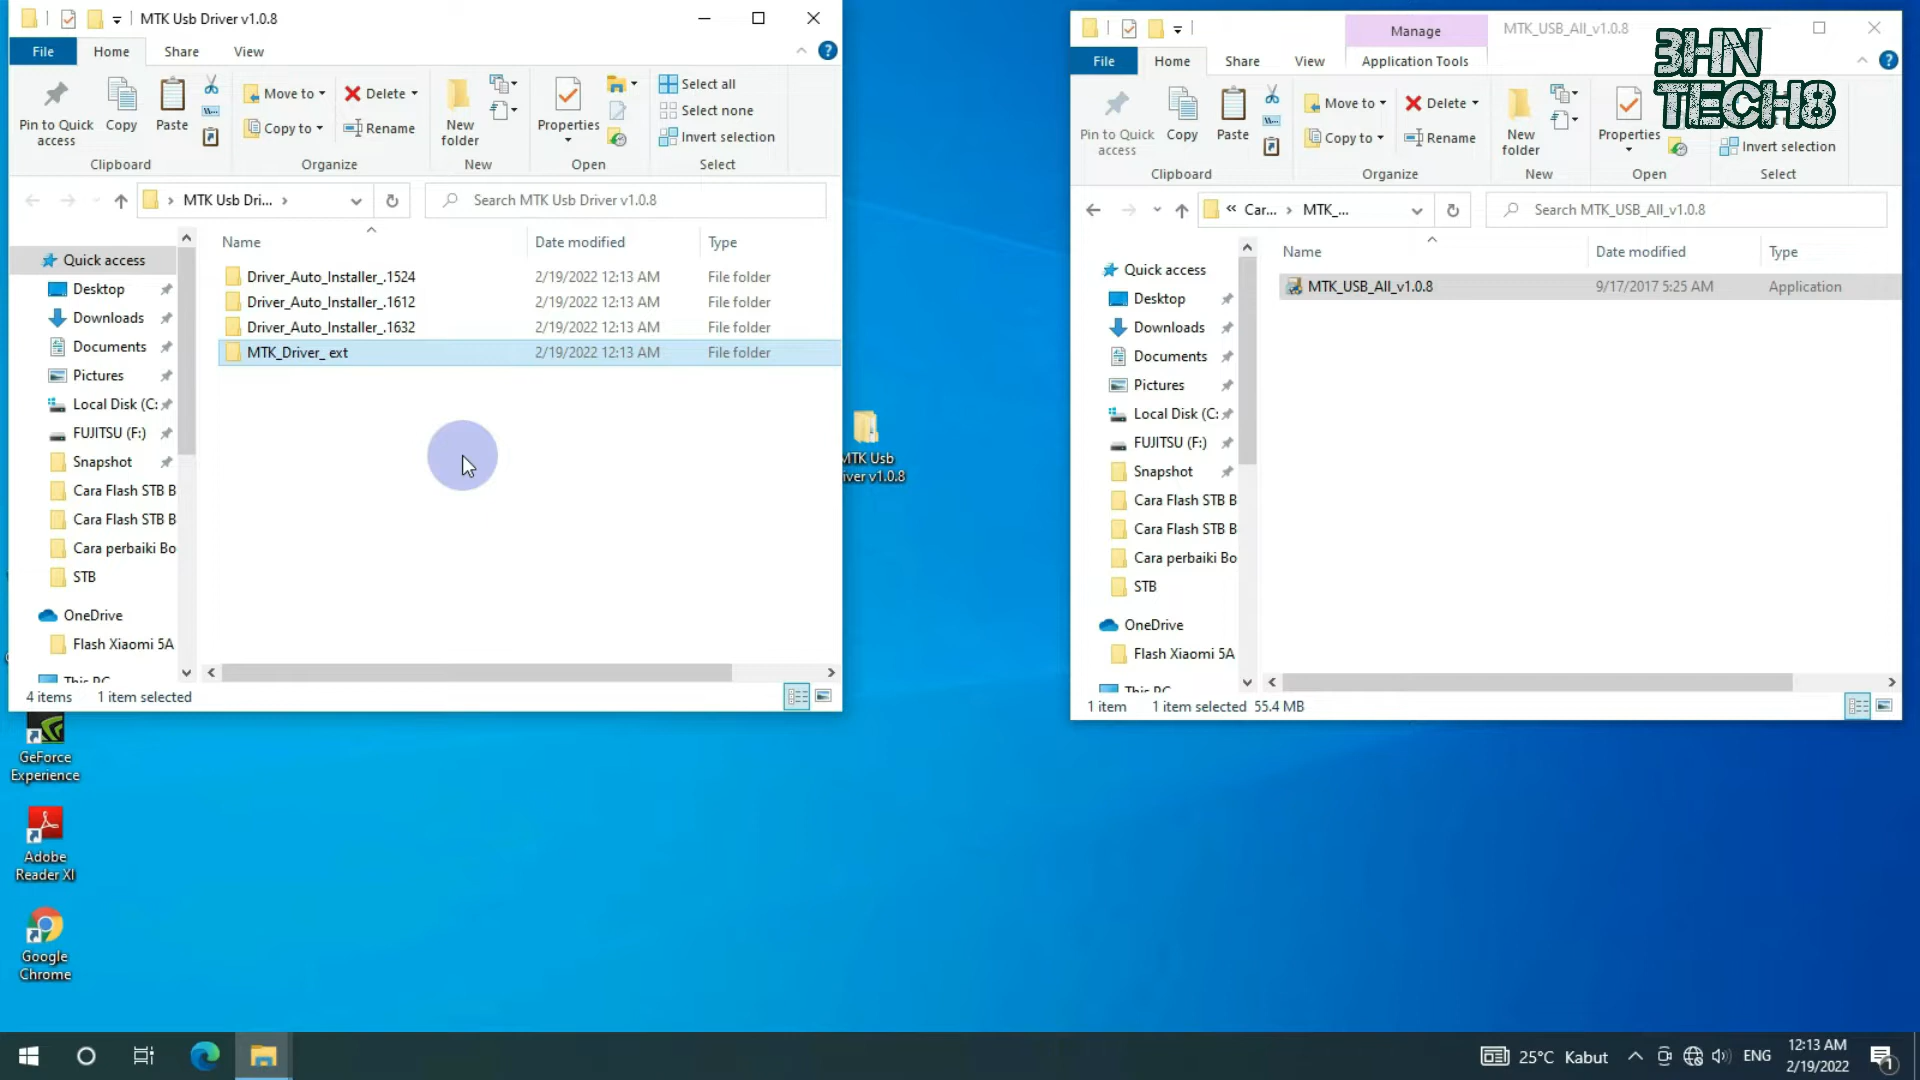 MTK Usb Driver v1.0.8
File
Home
Share
View
Pin to Quick access
Copy
Paste
Move to
Copy to
Delete
Rename
New folder
Properties
Select all
Select none
Invert selection
Clipboard
Organize
New
Open
Select
MTK Usb Dri...
Search MTK Usb Driver v1.0.8
Name
Date modified
Type
Driver_Auto_Installer_.1524 2/19/2022 12:13 AM File folder
Driver_Auto_Installer_.1612 2/19/2022 12:13 AM File folder
Driver_Auto_Installer_.1632 2/19/2022 12:13 AM File folder
MTK_Driver_ ext 2/19/2022 12:13 AM File folder
Quick access
Desktop
Downloads
Documents
Pictures
Local Disk (C:
FUJITSU (F:)
Snapshot
Cara Flash STB B
Cara Flash STB B
Cara perbaiki Bo
STB
OneDrive
Flash Xiaomi 5A
This PC
4 items 1 item selected
MTK Usb
iver v1.0.8
Manage
MTK_USB_All_v1.0.8
3HN
TECH8
File
Home
Share
View
Application Tools
Pin to Quick access
Copy
Paste
Move to
Copy to
Delete
Rename
New folder
Properties
Invert selection
Clipboard
Organize
New
Open
Select
« Car... MTK_...
Search MTK_USB_All_v1.0.8
Name
Date modified
Type
MTK_USB_All_v1.0.8 9/17/2017 5:25 AM Application
Quick access
Desktop
Downloads
Documents
Pictures
Local Disk (C:
FUJITSU (F:)
Snapshot
Cara Flash STB B
Cara Flash STB B
Cara perbaiki Bo
STB
OneDrive
Flash Xiaomi 5A
This PC
1 item 1 item selected 55.4 MB
GeForce
Experience
Adobe
Reader XI
Google
Chrome
25°C Kabut
ENG
12:13 AM
2/19/2022
1